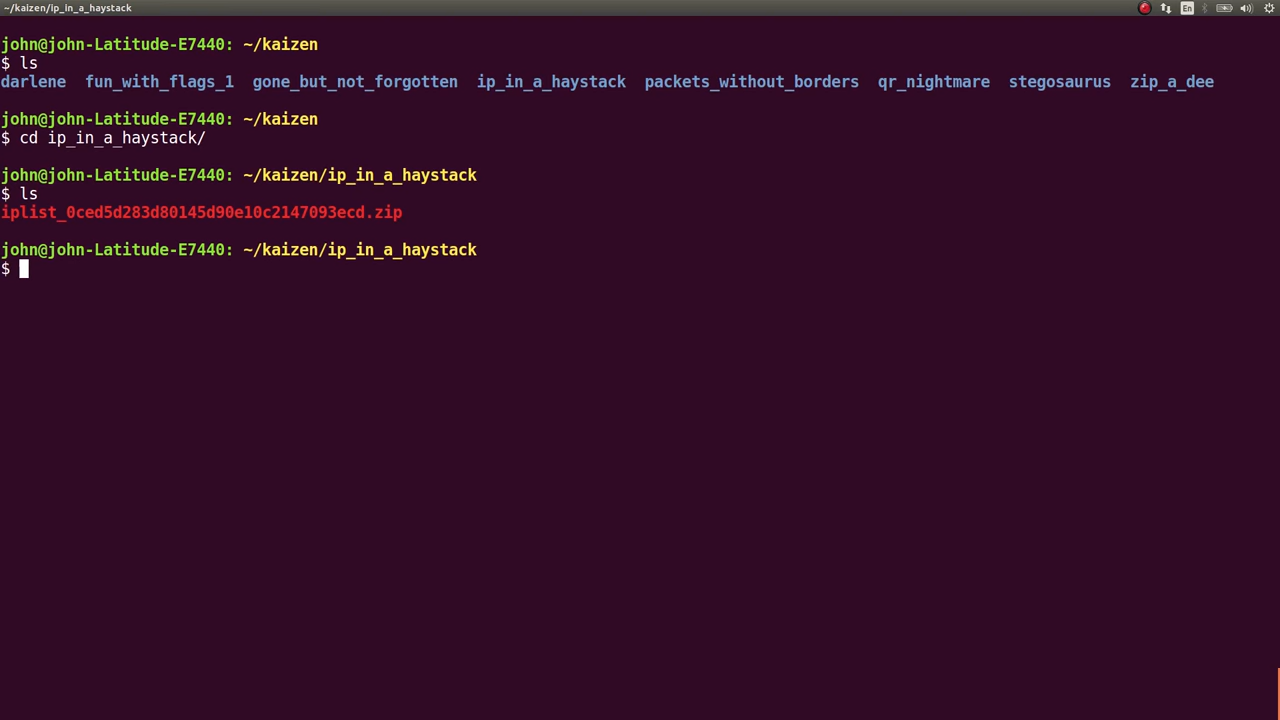 ~/kaizen/ip_in_a_haystack
En
john@john-Latitude-E7440: ~/kaizen
$ ls
darlene fun_with_flags_1 gone_but_not_forgotten ip_in_a_haystack packets_without_borders qr_nightmare stegosaurus zip_a_dee
john@john-Latitude-E7440: ~/kaizen
$ cd ip_in_a_haystack/
john@john-Latitude-E7440: ~/kaizen/ip_in_a_haystack
$ ls
iplist_0ced5d283d80145d90e10c2147093ecd.zip
john@john-Latitude-E7440: ~/kaizen/ip_in_a_haystack
$